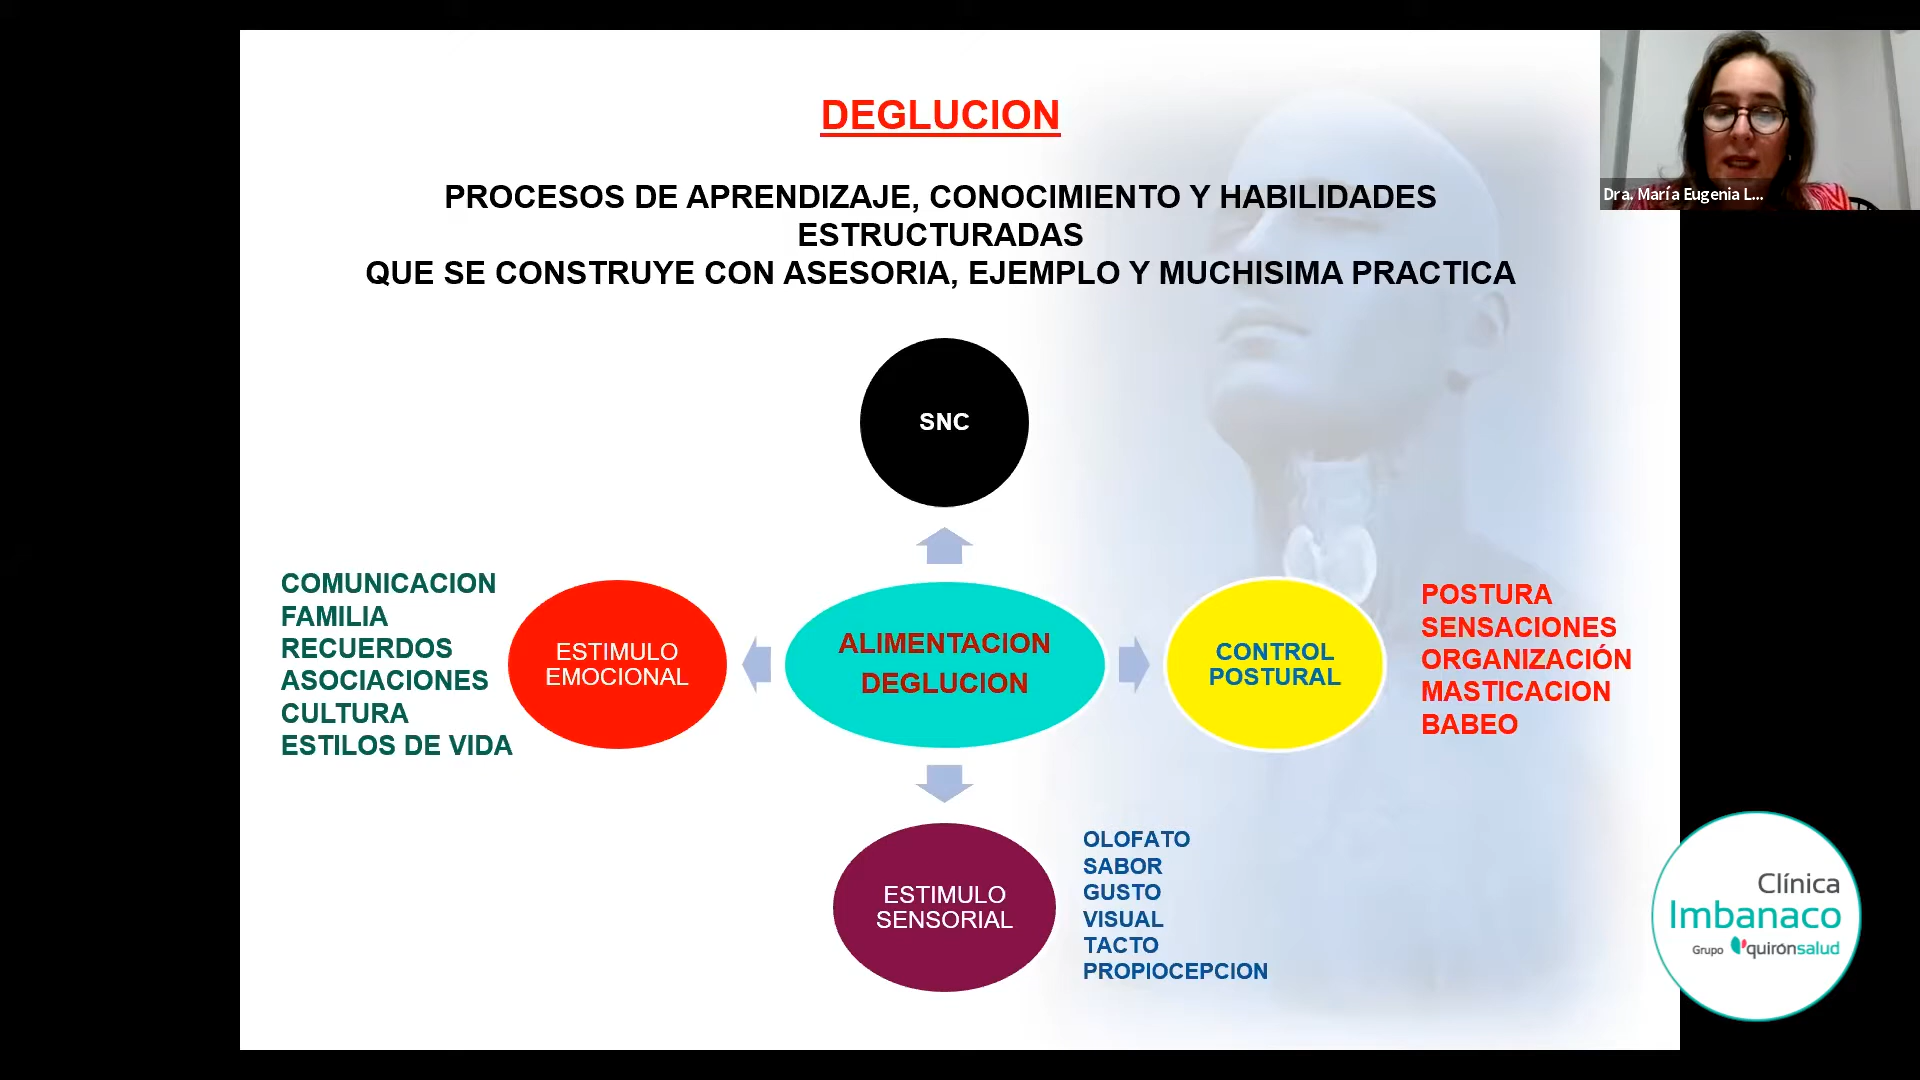 DEGLUCION
PROCESOS DE APRENDIZAJE, CONOCIMIENTO Y HABILIDADES
ESTRUCTURADAS
QUE SE CONSTRUYE CON ASESORIA, EJEMPLO Y MUCHISIMA PRACTICA
Dra. María Eugenia L...
SNC
COMUNICACION
FAMILIA
RECUERDOS
ASOCIACIONES
CULTURA
ESTILOS DE VIDA
ESTIMULO
EMOCIONAL
ALIMENTACION
DEGLUCION
CONTROL
POSTURAL
POSTURA
SENSACIONES
ORGANIZACIÓN
MASTICACION
BABEO
ESTIMULO
SENSORIAL
OLOFATO
SABOR
GUSTO
VISUAL
TACTO
PROPIOCEPCION
Clínica
Imbanaco
Grupo quirónsalud